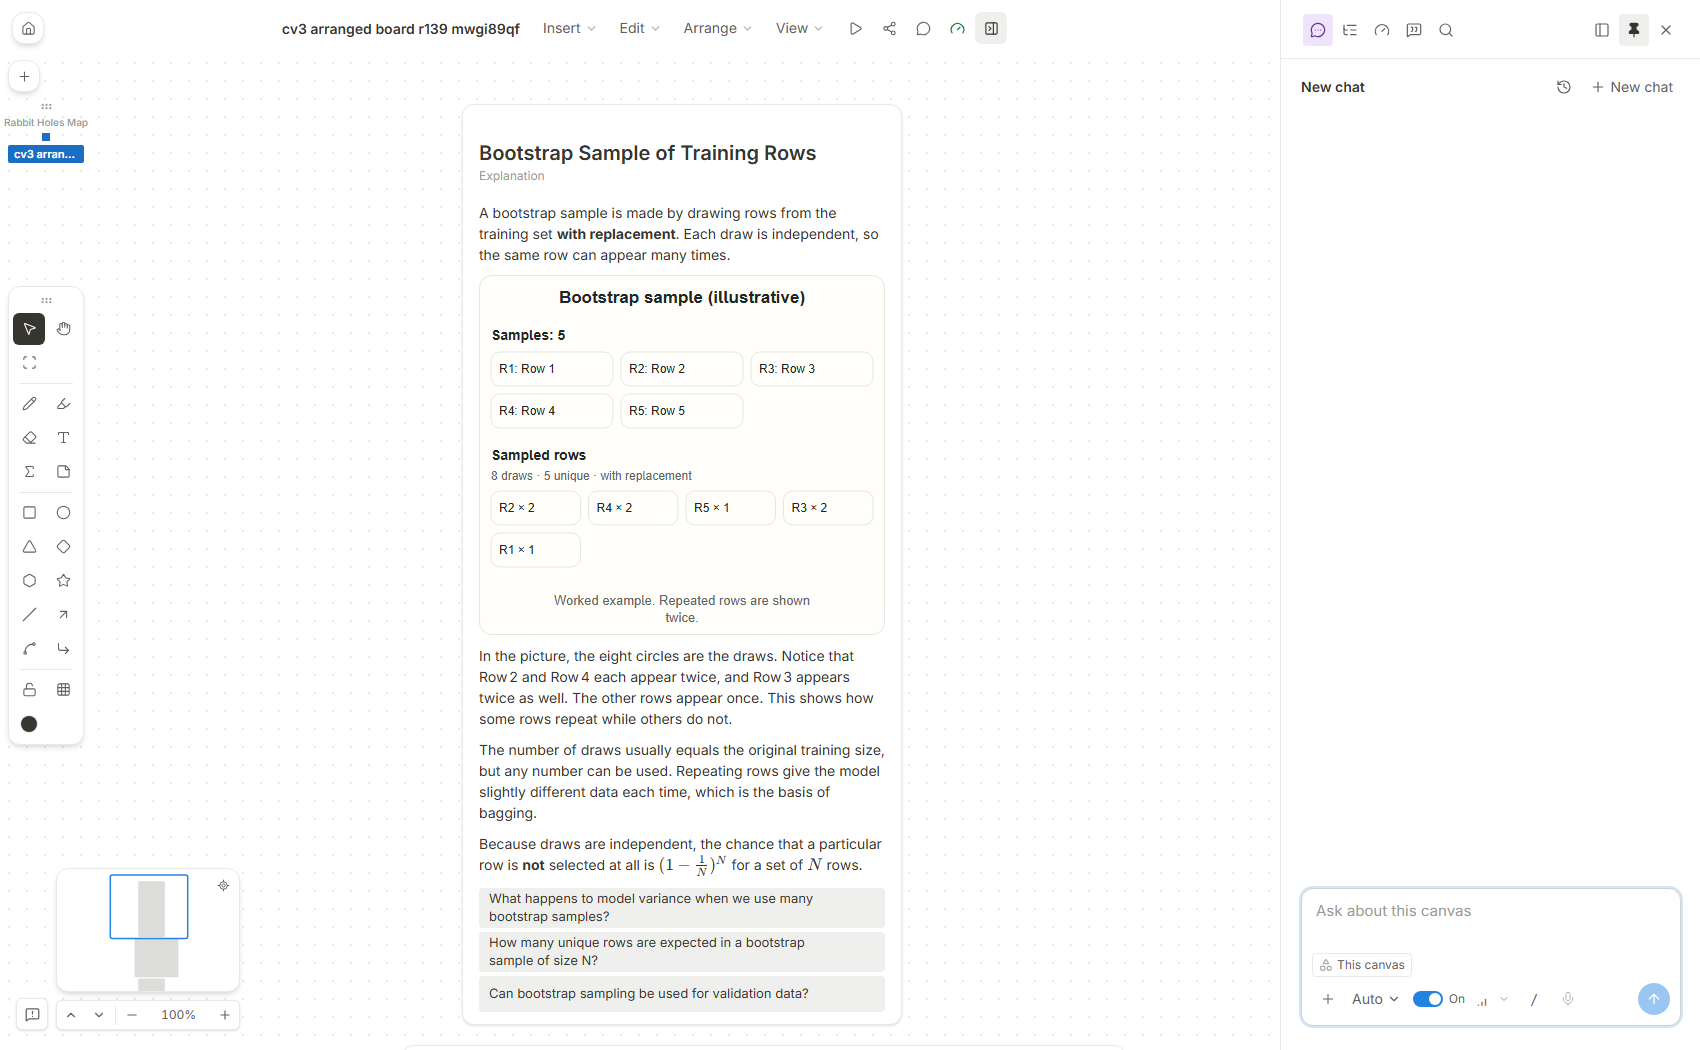 cv3 arranged board r139 mwgi89qf
Insert
Edit
Arrange
View
Rabbit Holes Map
cv3 arran...
Bootstrap Sample of Training Rows
Explanation
A bootstrap sample is made by drawing rows from the
training set with replacement. Each draw is independent, so
the same row can appear many times.
Bootstrap sample (illustrative)
Samples: 5
R1: Row 1
R2: Row 2
R3: Row 3
R4: Row 4
R5: Row 5
Sampled rows
8 draws · 5 unique · with replacement
R2 × 2
R4 × 2
R5 × 1
R3 × 2
R1 × 1
Worked example. Repeated rows are shown
twice.
In the picture, the eight circles are the draws. Notice that
Row 2 and Row 4 each appear twice, and Row 3 appears
twice as well. The other rows appear once. This shows how
some rows repeat while others do not.
The number of draws usually equals the original training size,
but any number can be used. Repeating rows give the model
slightly different data each time, which is the basis of
bagging.
Because draws are independent, the chance that a particular
row is not selected at all is (1 − 1/N)^N for a set of N rows.
What happens to model variance when we use many
bootstrap samples?
How many unique rows are expected in a bootstrap
sample of size N?
Can bootstrap sampling be used for validation data?
100%
New chat
New chat
Ask about this canvas
This canvas
Auto
On
/